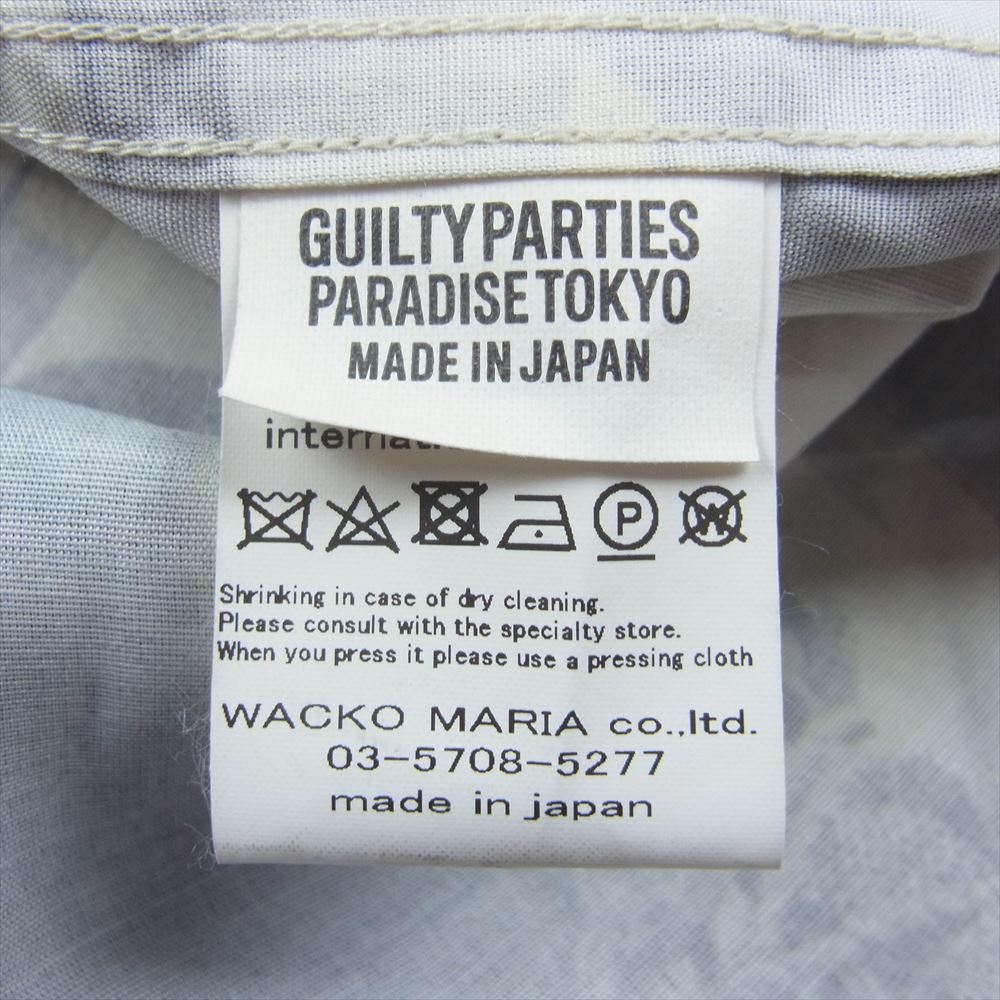 GUILTY PARTIES
PARADISE TOKYO
MADE IN JAPAN
P
W
Shrinking in case of dry cleaning.
Please consult with the specialty store.
When you press it please use a pressing cloth
WACKO MARIA co.,ltd.
03-5708-5277
made in japan